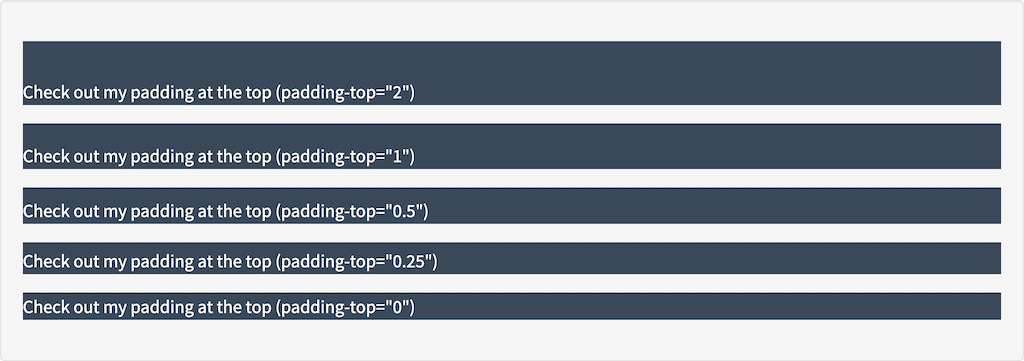 Check out my padding at the top (padding-top="2")
Check out my padding at the top (padding-top="1")
Check out my padding at the top (padding-top="0.5")
Check out my padding at the top (padding-top="0.25")
Check out my padding at the top (padding-top="0")